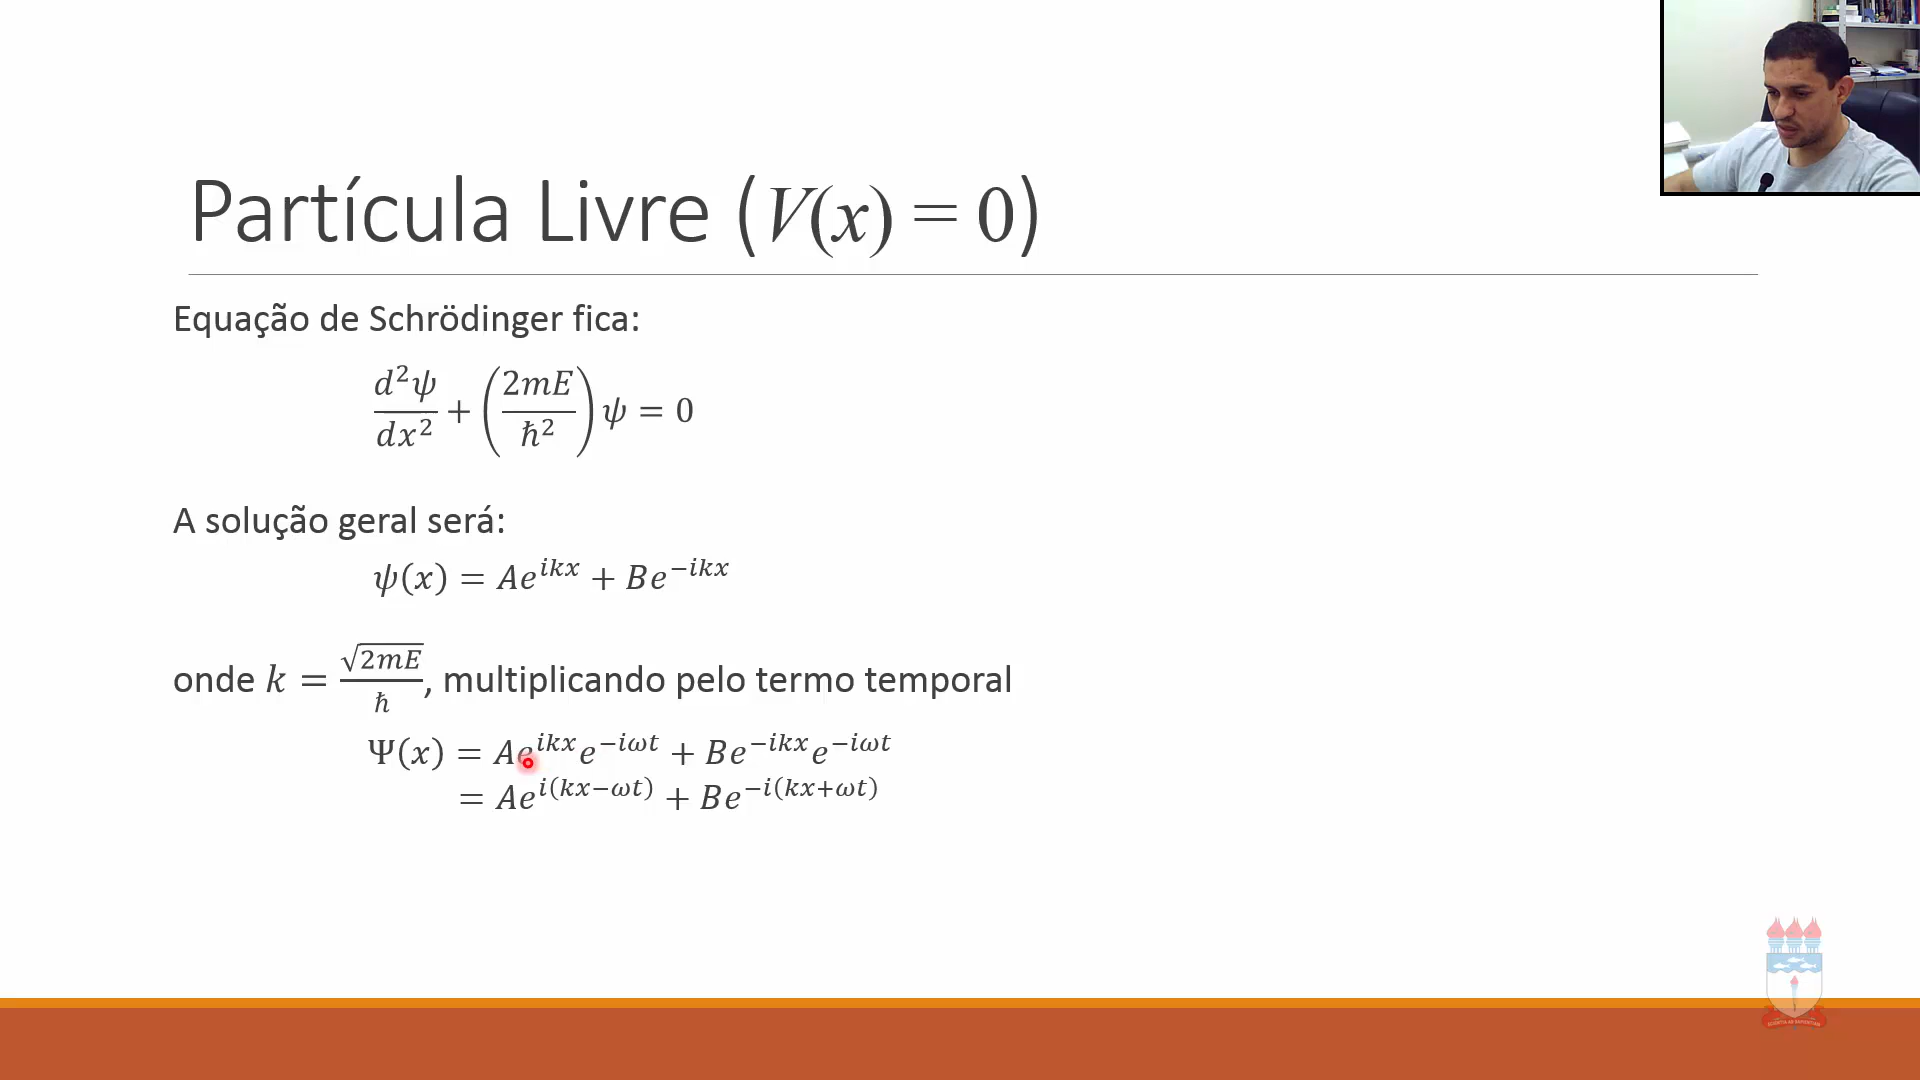 Partícula Livre (V(x) = 0)
Equação de Schrödinger fica:
d²ψ/dx² + (2mE/ħ²)ψ = 0
A solução geral será:
ψ(x) = Ae^{ikx} + Be^{−ikx}
onde k = √(2mE)/ħ, multiplicando pelo termo temporal
Ψ(x) = Ae^{ikx}e^{−iωt} + Be^{−ikx}e^{−iωt}
= Ae^{i(kx−ωt)} + Be^{−i(kx+ωt)}